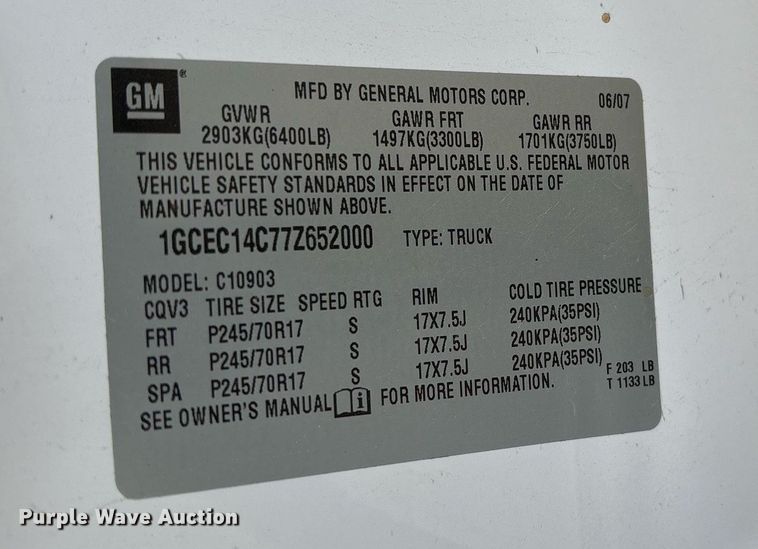 GM
MFD BY GENERAL MOTORS CORP. 06/07
GVWR GAWR FRT GAWR RR
2903KG(6400LB) 1497KG(3300LB) 1701KG(3750LB)
THIS VEHICLE CONFORMS TO ALL APPLICABLE U.S. FEDERAL MOTOR
VEHICLE SAFETY STANDARDS IN EFFECT ON THE DATE OF
MANUFACTURE SHOWN ABOVE.
1GCEC14C77Z652000 TYPE: TRUCK
MODEL: C10903
CQV3 TIRE SIZE SPEED RTG RIM COLD TIRE PRESSURE
FRT P245/70R17 S 17X7.5J 240KPA(35PSI)
RR P245/70R17 S 17X7.5J 240KPA(35PSI)
SPA P245/70R17 S 17X7.5J 240KPA(35PSI) F 203 LB
T 1133 LB
SEE OWNER'S MANUAL FOR MORE INFORMATION.
Purple Wave Auction